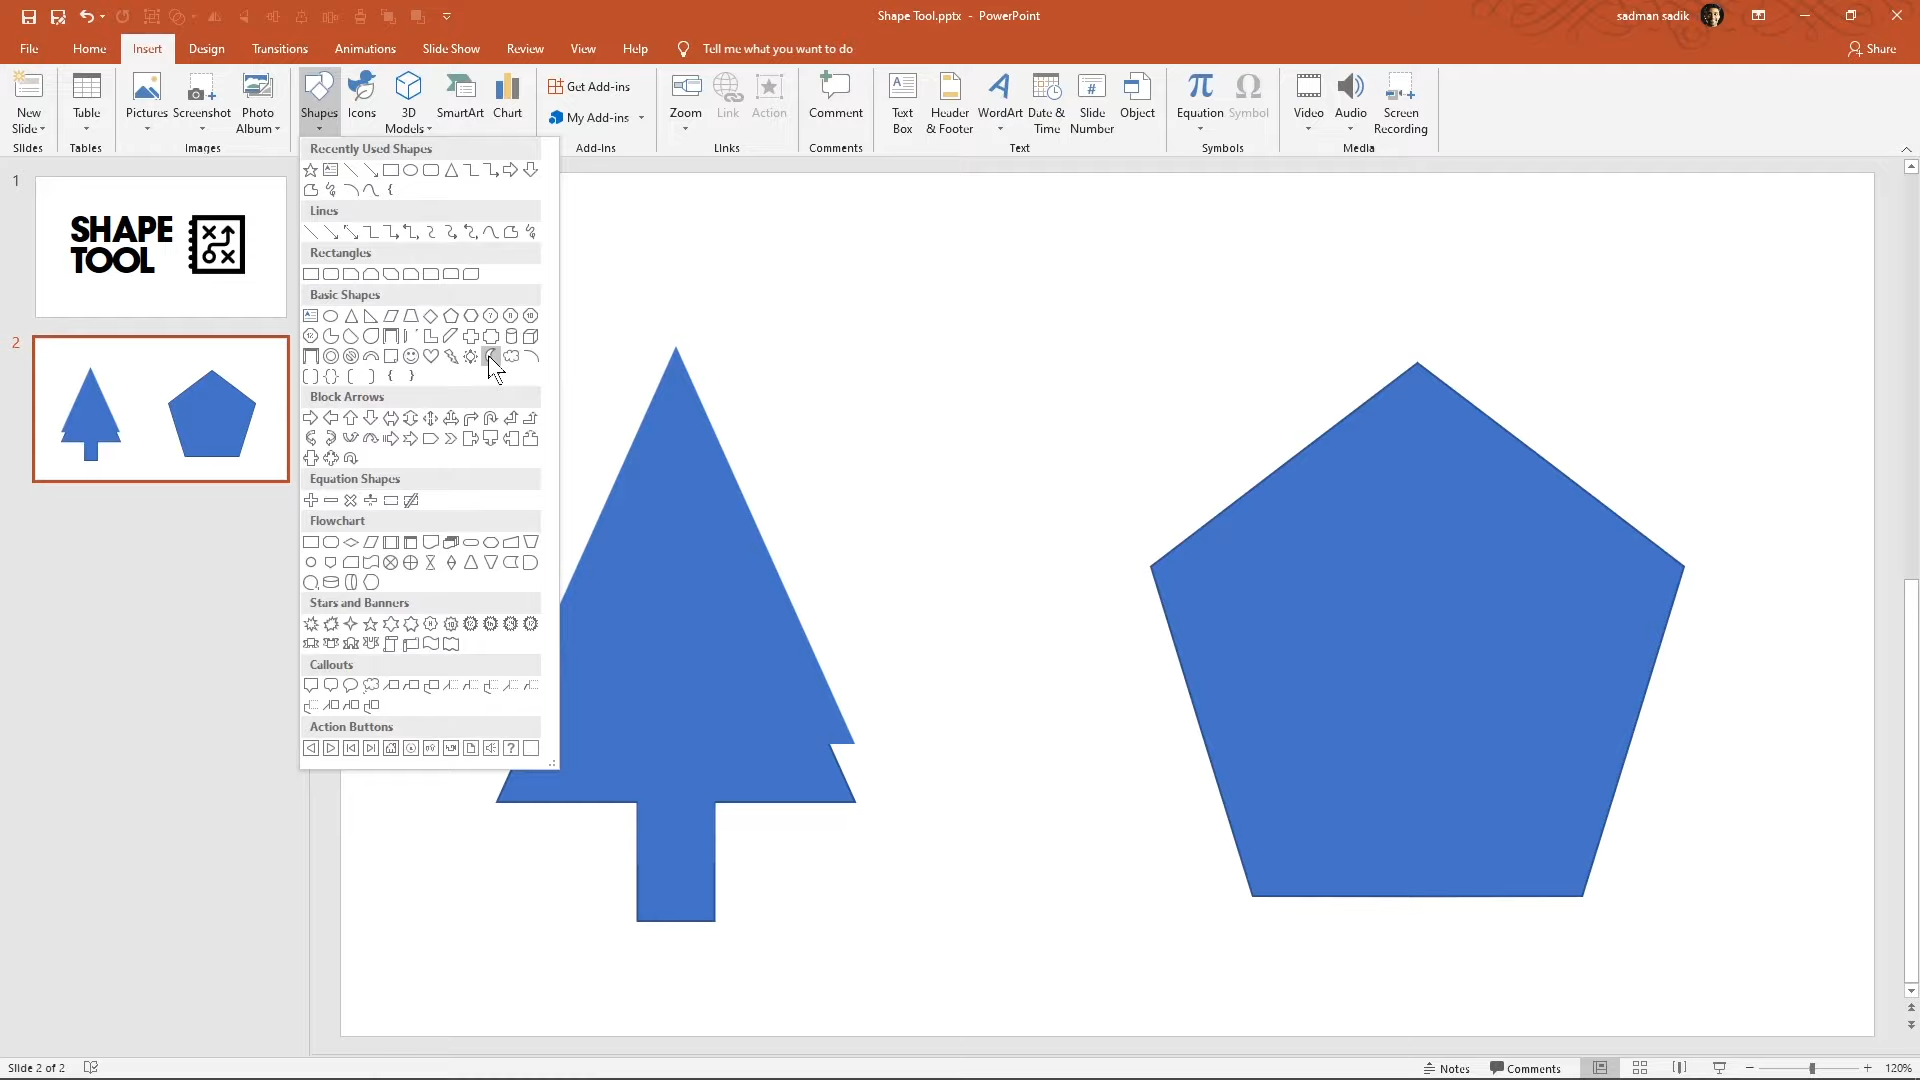 Shape Tool.pptx - PowerPoint
sadman sadik
File Home Insert Design Transitions Animations Slide Show Review View Help Tell me what you want to do
Share
New Slide
Slides
Table
Tables
Pictures
Screenshot
Photo Album
Images
Shapes
Icons
3D Models
SmartArt
Chart
Get Add-ins
My Add-ins
Add-ins
Zoom
Link
Action
Links
Comment
Comments
Text Box
Header & Footer
WordArt
Date & Time
Slide Number
Object
Text
Equation
Symbol
Symbols
Video
Audio
Screen Recording
Media
Recently Used Shapes
Lines
Rectangles
Basic Shapes
Block Arrows
Equation Shapes
Flowchart
Stars and Banners
Callouts
Action Buttons
1
SHAPE
TOOL
2
Slide 2 of 2
Notes
Comments
120%